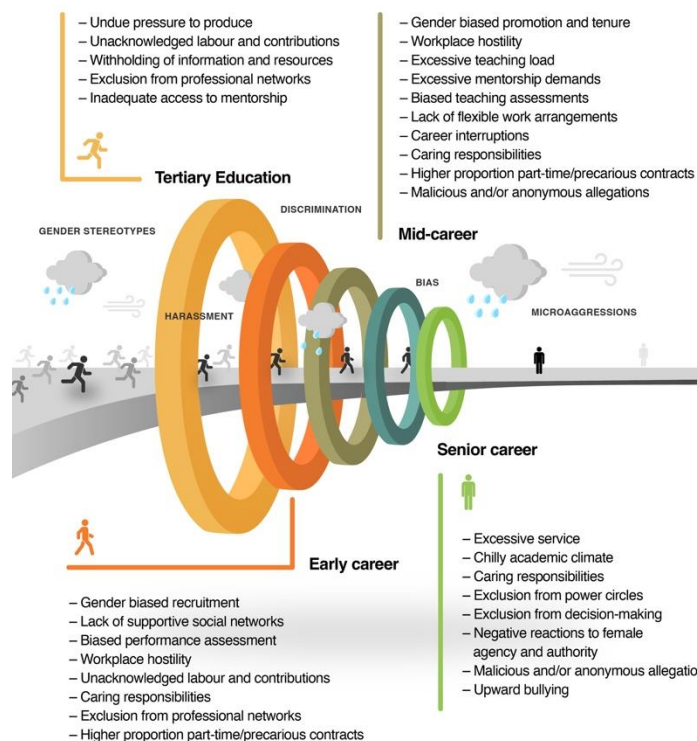 – Undue pressure to produce
– Unacknowledged labour and contributions
– Withholding of information and resources
– Exclusion from professional networks
– Inadequate access to mentorship
Tertiary Education
– Gender biased promotion and tenure
– Workplace hostility
– Excessive teaching load
– Excessive mentorship demands
– Biased teaching assessments
– Lack of flexible work arrangements
– Career interruptions
– Caring responsibilities
– Higher proportion part-time/precarious contracts
– Malicious and/or anonymous allegations
Mid-career
GENDER STEREOTYPES
DISCRIMINATION
HARASSMENT
BIAS
MICROAGGRESSIONS
Early career
– Gender biased recruitment
– Lack of supportive social networks
– Biased performance assessment
– Workplace hostility
– Unacknowledged labour and contributions
– Caring responsibilities
– Exclusion from professional networks
– Higher proportion part-time/precarious contracts
Senior career
– Excessive service
– Chilly academic climate
– Caring responsibilities
– Exclusion from power circles
– Exclusion from decision-making
– Negative reactions to female
agency and authority
– Malicious and/or anonymous allegatio
– Upward bullying